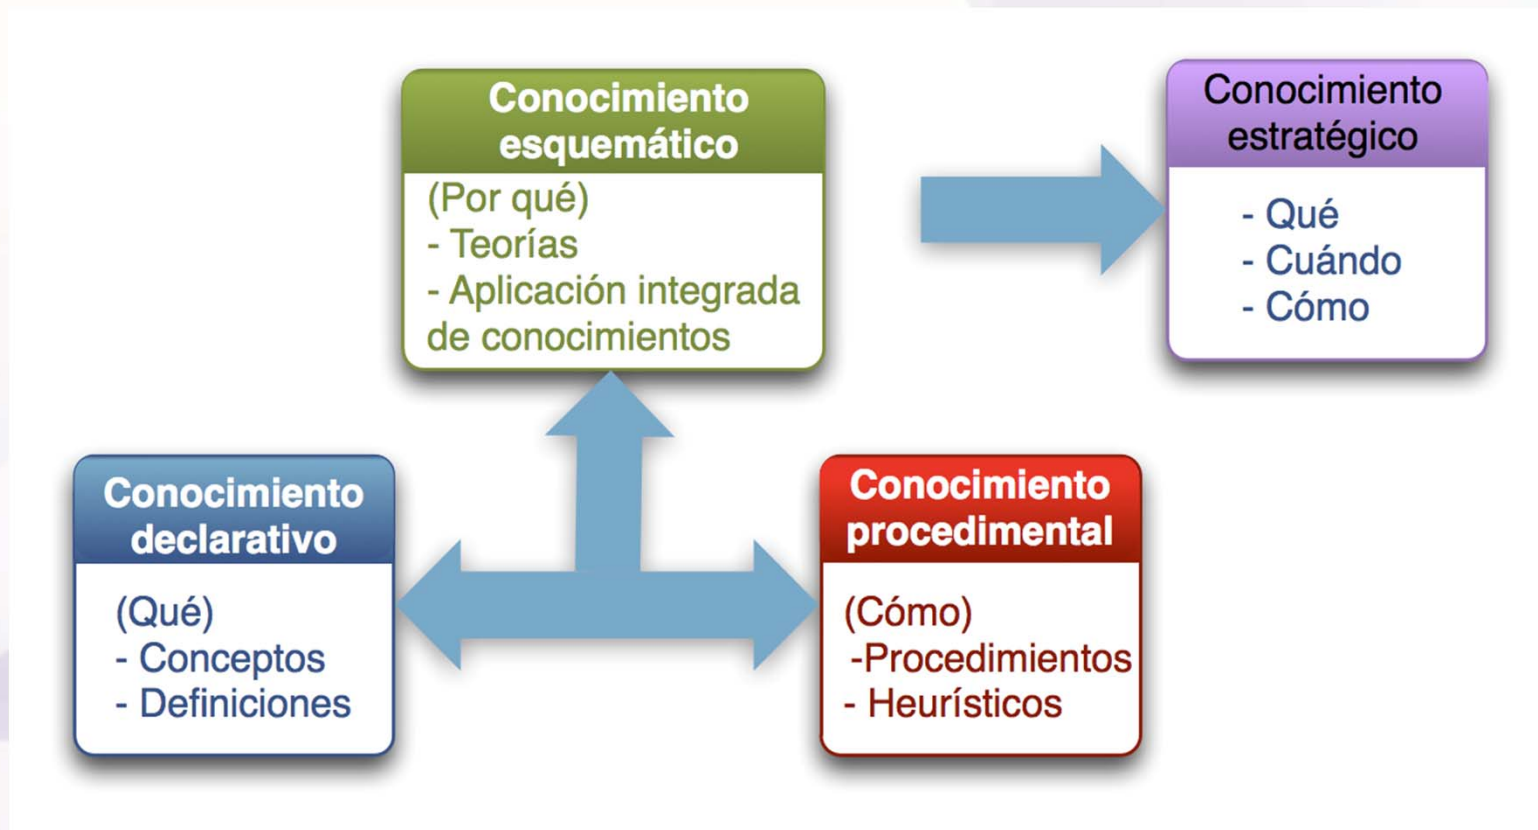 Conocimiento
esquemático
(Por qué)
- Teorías
- Aplicación integrada
de conocimientos
Conocimiento
estratégico
- Qué
- Cuándo
- Cómo
Conocimiento
declarativo
(Qué)
- Conceptos
- Definiciones
Conocimiento
procedimental
(Cómo)
-Procedimientos
- Heurísticos